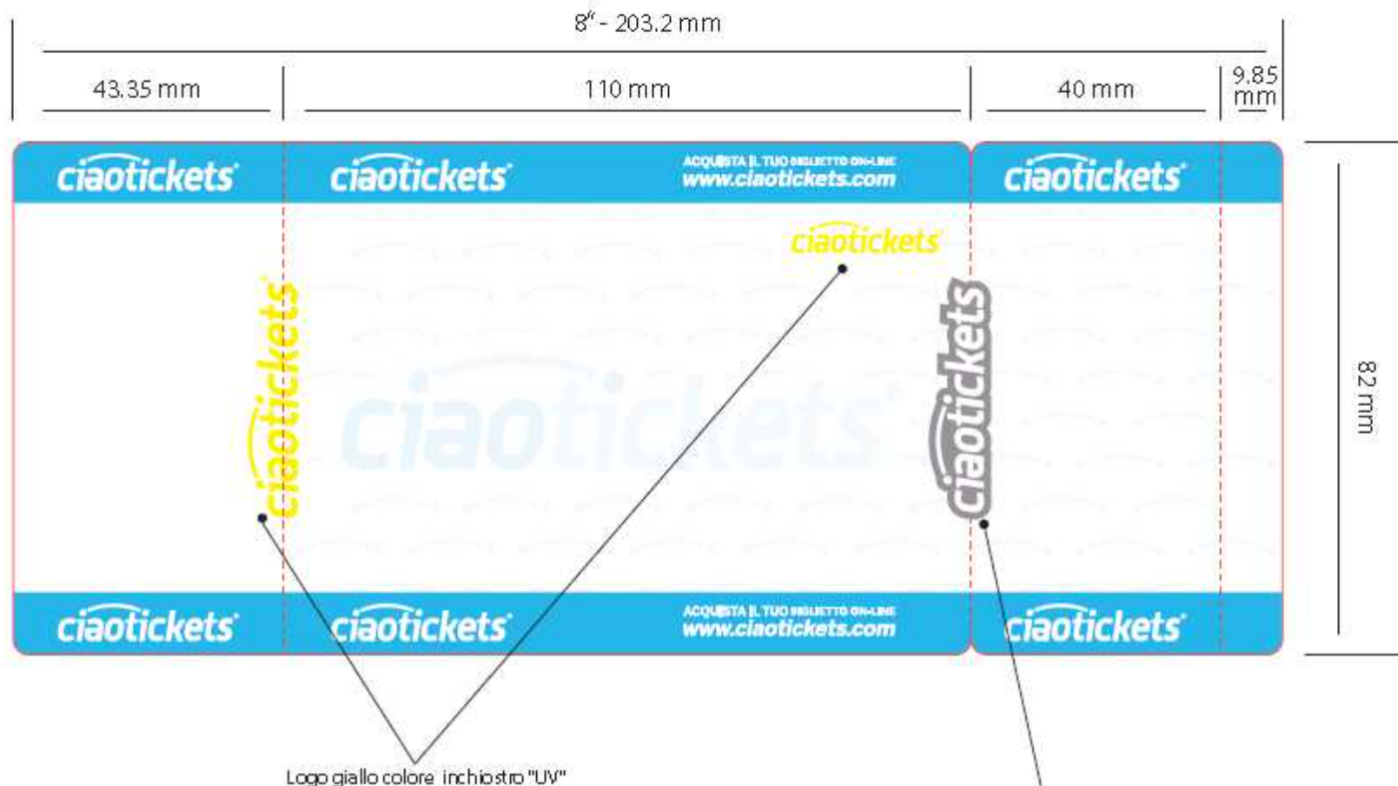 8" - 203.2 mm
43.35 mm
110 mm
40 mm
9.85 mm
ciaotickets
ciaotickets
ACQUISTA IL TUO BIGLIETTO ON-LINE
www.ciaotickets.com
ciaotickets
ciaotickets
ciaotickets
ciaotickets
ciaotickets
82 mm
ciaotickets
ciaotickets
ACQUISTA IL TUO BIGLIETTO ON-LINE
www.ciaotickets.com
ciaotickets
Logo giallo colore inchiostro "UV"